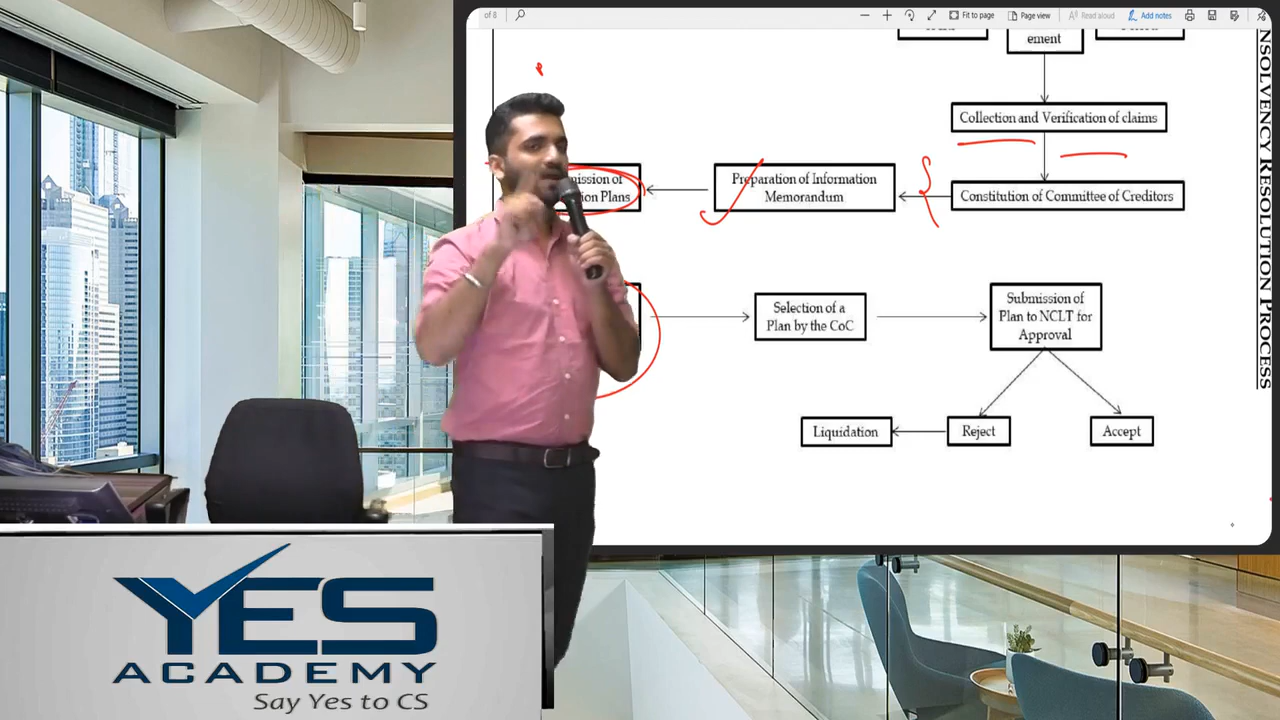 of 8
Fit to page
Page view
Read aloud
Add notes
ement
Collection and Verification of claims
Constitution of Committee of Creditors
Preparation of Information
Memorandum
mission of
ion Plans
Selection of a
Plan by the CoC
Submission of
Plan to NCLT for
Approval
Liquidation
Reject
Accept
NSOLVENCY RESOLUTION PROCESS
YES
ACADEMY
Say Yes to CS